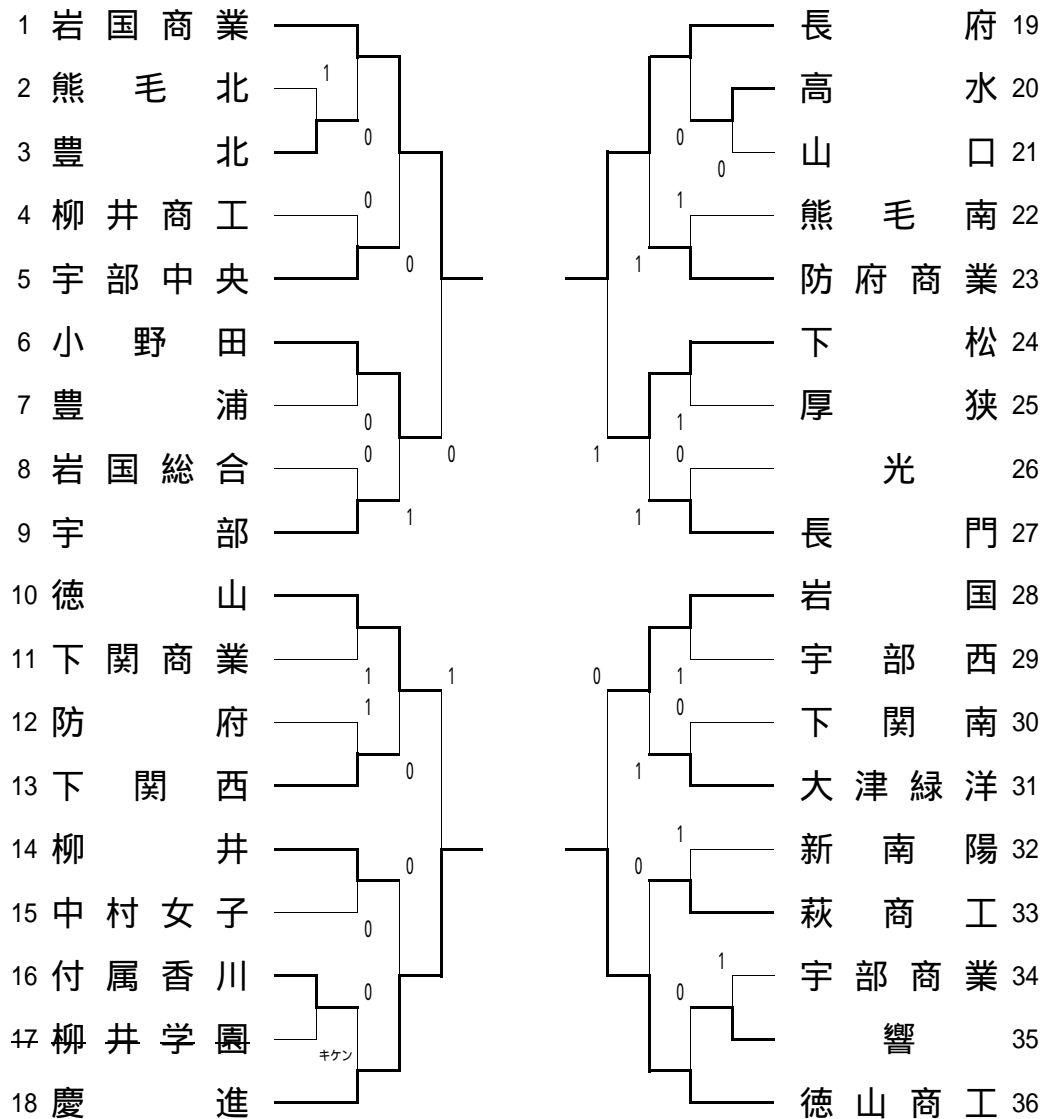 1 岩国商業
2 熊毛北
3 豊北
4 柳井商工
5 宇部中央
6 小野田
7 豊浦
8 岩国総合
9 宇部
10 徳山
11 下関商業
12 防府
13 下関西
14 柳井
15 中村女子
16 付属香川
17 柳井学園
18 慶進
1
0
0
0
0
0
0
1
1
1
1
0
0
0
0
キケン
長府 19
高水 20
山口 21
熊毛南 22
防府商業 23
下松 24
厚狭 25
光 26
長門 27
岩国 28
宇部西 29
下関南 30
大津緑洋 31
新南陽 32
萩商工 33
宇部商業 34
響 35
徳山商工 36
0
0
1
1
1
1
0
1
0
1
0
1
1
0
1
0